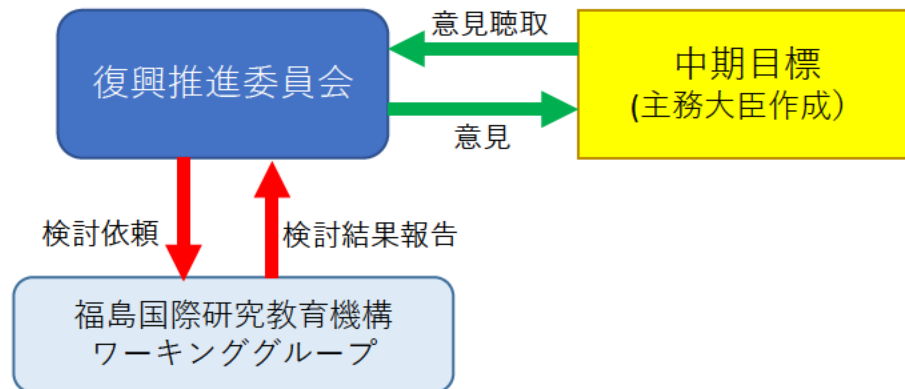 意見聴取
復興推進委員会
中期目標
(主務大臣作成）
意見
検討依頼
検討結果報告
福島国際研究教育機構
ワーキンググループ